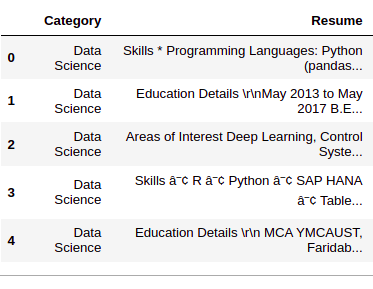 Category Resume
0 Data Science Skills * Programming Languages: Python (pandas...
1 Data Science Education Details \r\nMay 2013 to May 2017 B.E...
2 Data Science Areas of Interest Deep Learning, Control Syste...
3 Data Science Skills â¢ R â¢ Python â¢ SAP HANA â¢ Table...
4 Data Science Education Details \r\n MCA YMCAUST, Faridab...